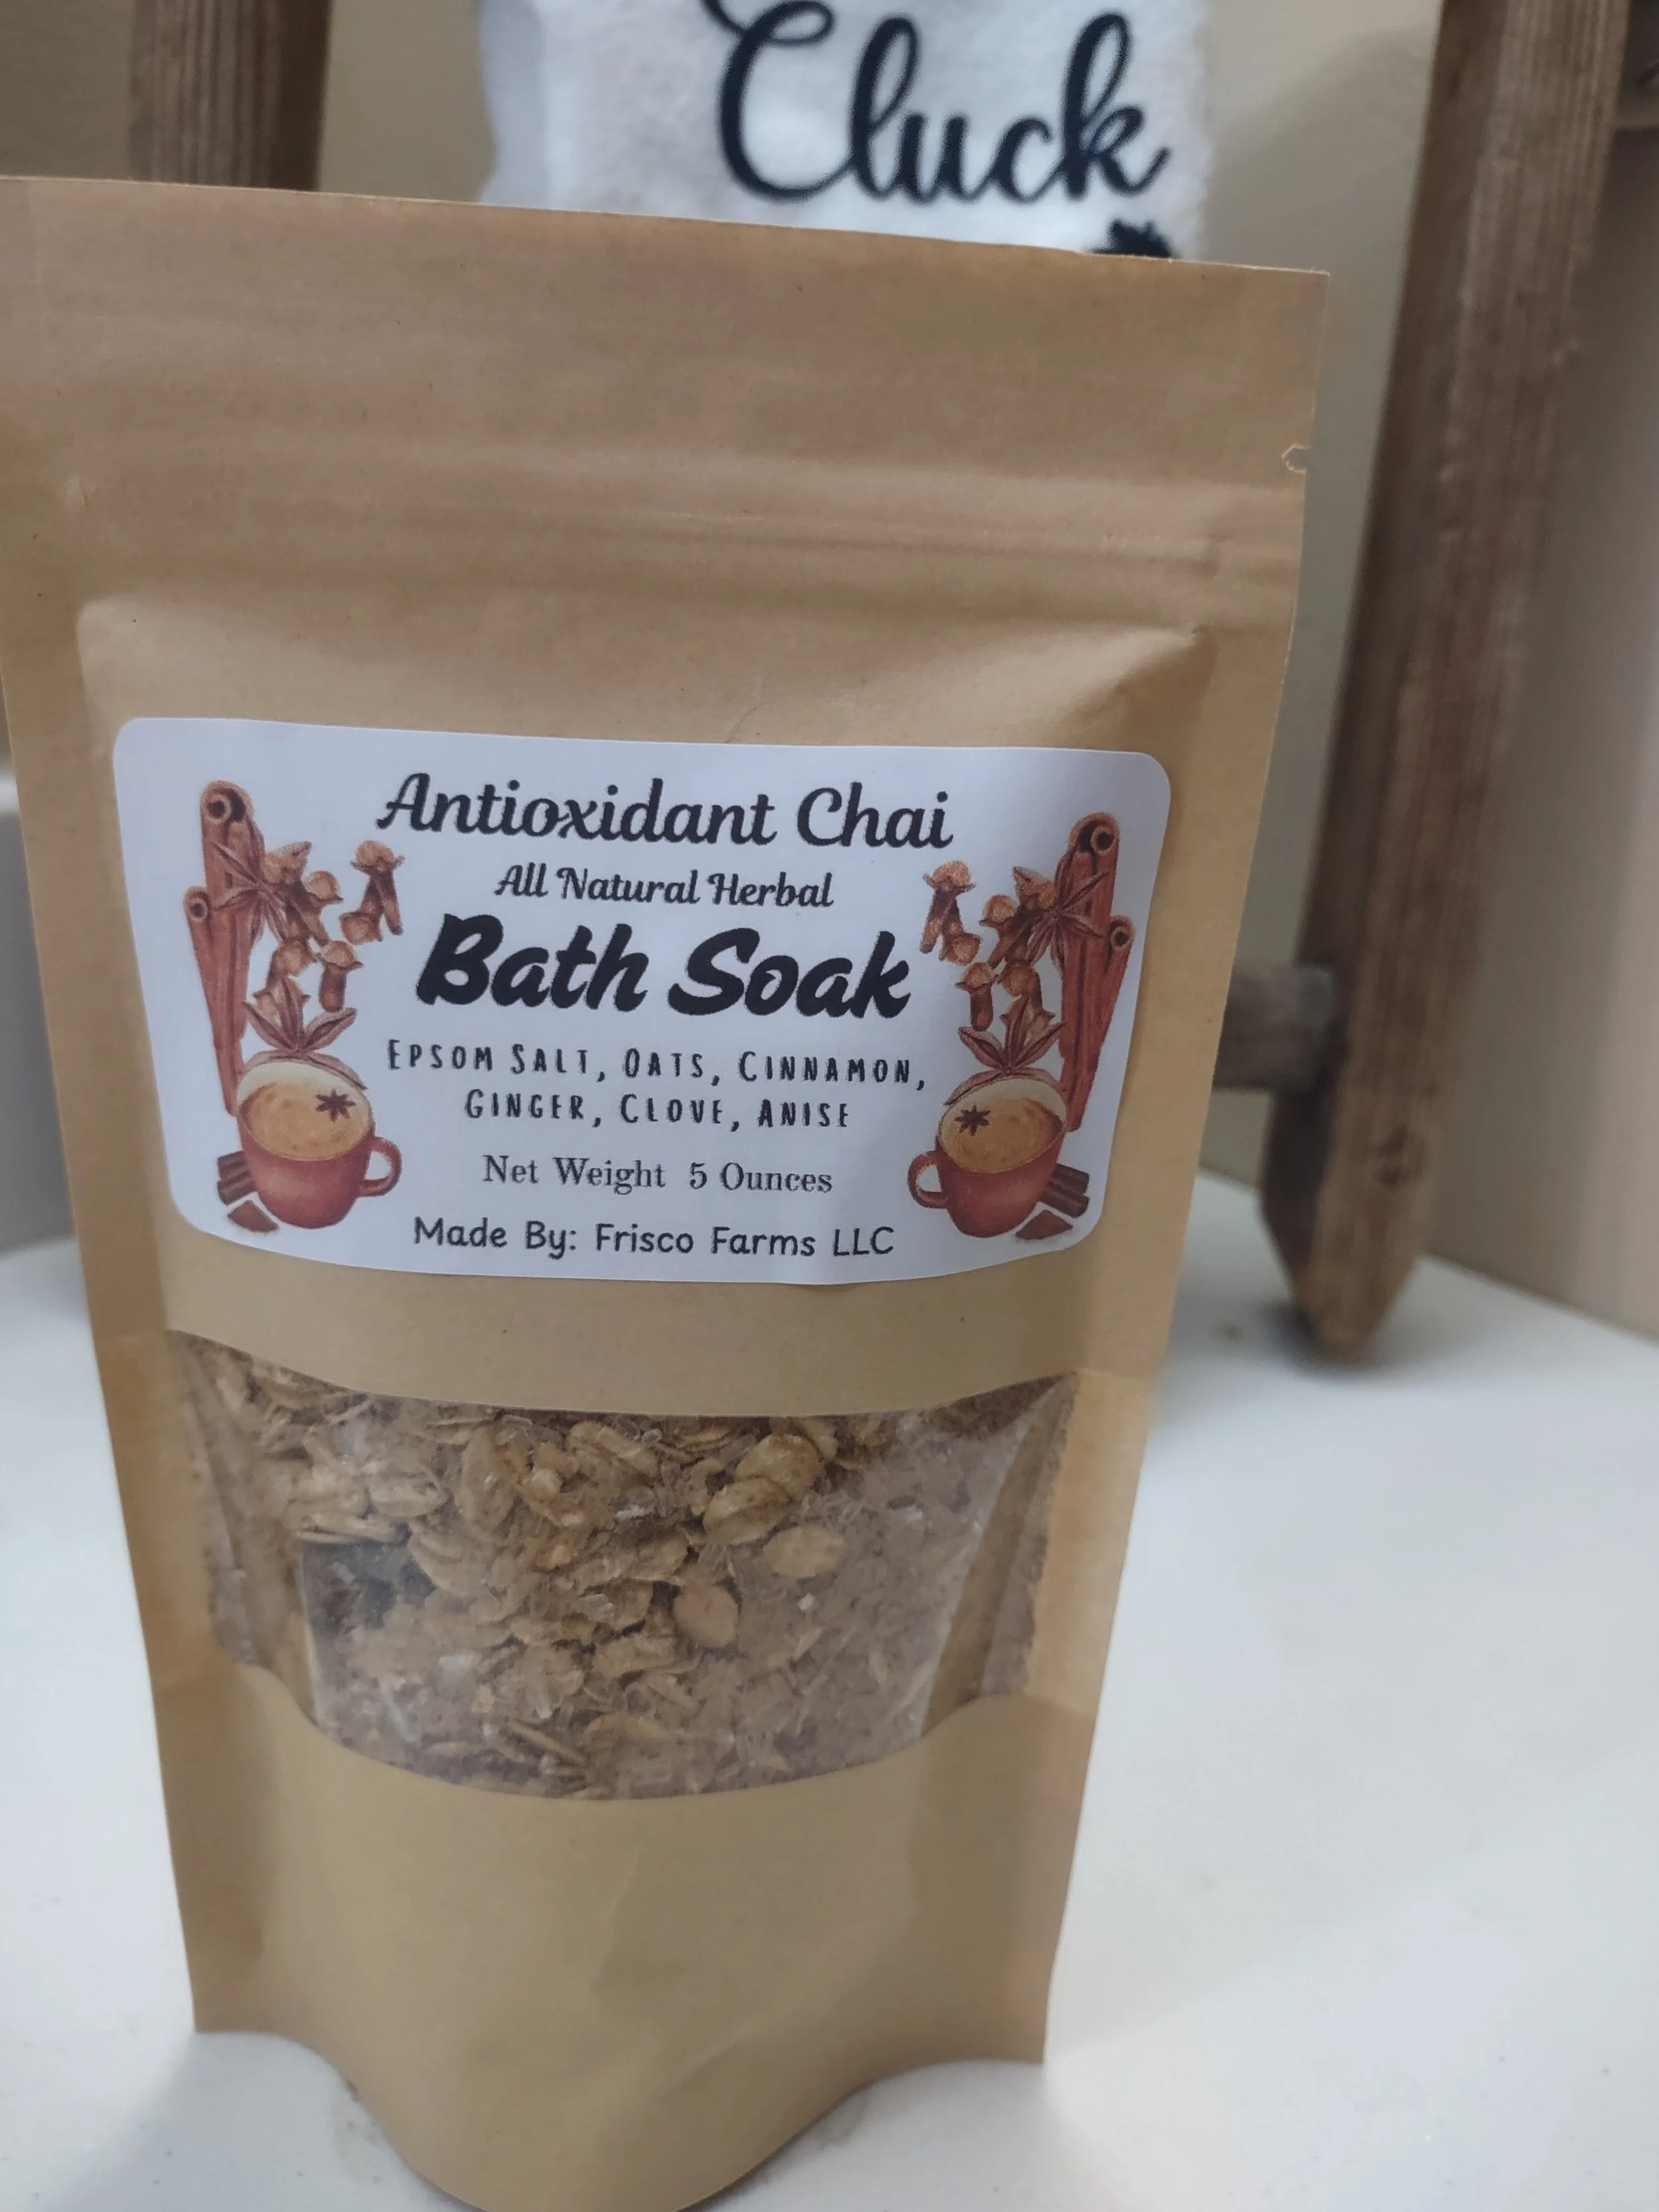 Cluck
Antioxidant Chai
All Natural Herbal
Bath Soak
EPSOM SALT, OATS, CINNAMON,
GINGER, CLOVE, ANISE
Net Weight 5 Ounces
Made By: Frisco Farms LLC